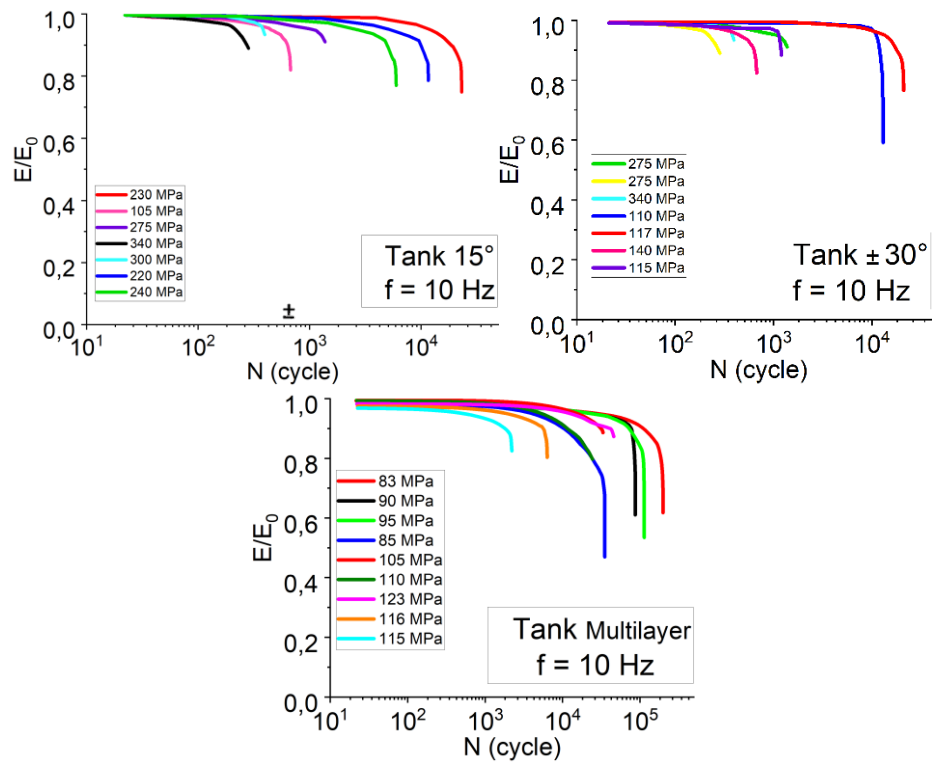 E/E0
1,0
0,8
0,6
0,4
0,2
0,0
230 MPa
105 MPa
275 MPa
340 MPa
300 MPa
220 MPa
240 MPa
Tank 15°
f = 10 Hz
±
10¹ 10² 10³ 10⁴
N (cycle)
E/E0
1,0
0,8
0,6
0,4
0,2
0,0
275 MPa
275 MPa
340 MPa
110 MPa
117 MPa
140 MPa
115 MPa
Tank ± 30°
f = 10 Hz
10¹ 10² 10³ 10⁴
N (cycle)
E/E0
1,0
0,8
0,6
0,4
0,2
0,0
83 MPa
90 MPa
95 MPa
85 MPa
105 MPa
110 MPa
123 MPa
116 MPa
115 MPa
Tank Multilayer
f = 10 Hz
10¹ 10² 10³ 10⁴ 10⁵
N (cycle)